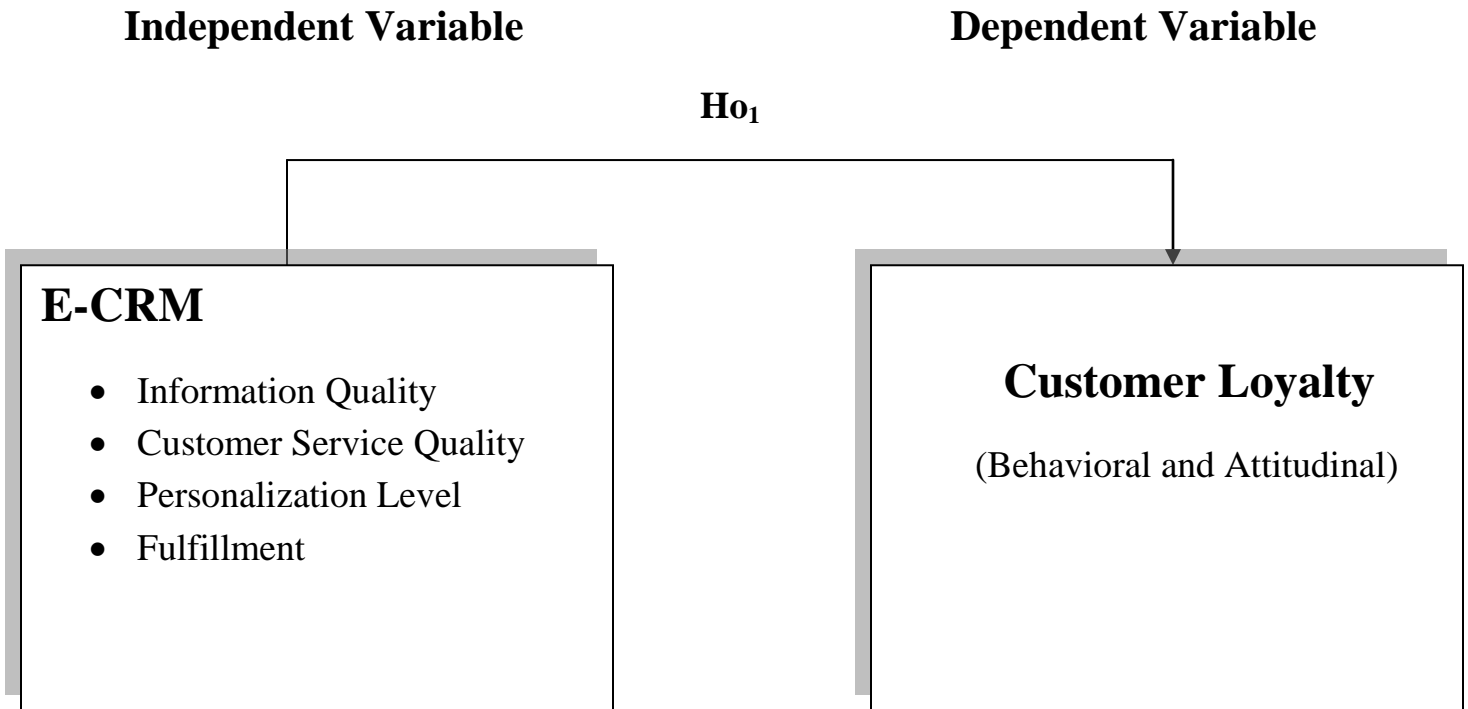 Independent Variable
Dependent Variable
Ho₁
E-CRM
• Information Quality
• Customer Service Quality
• Personalization Level
• Fulfillment
Customer Loyalty
(Behavioral and Attitudinal)